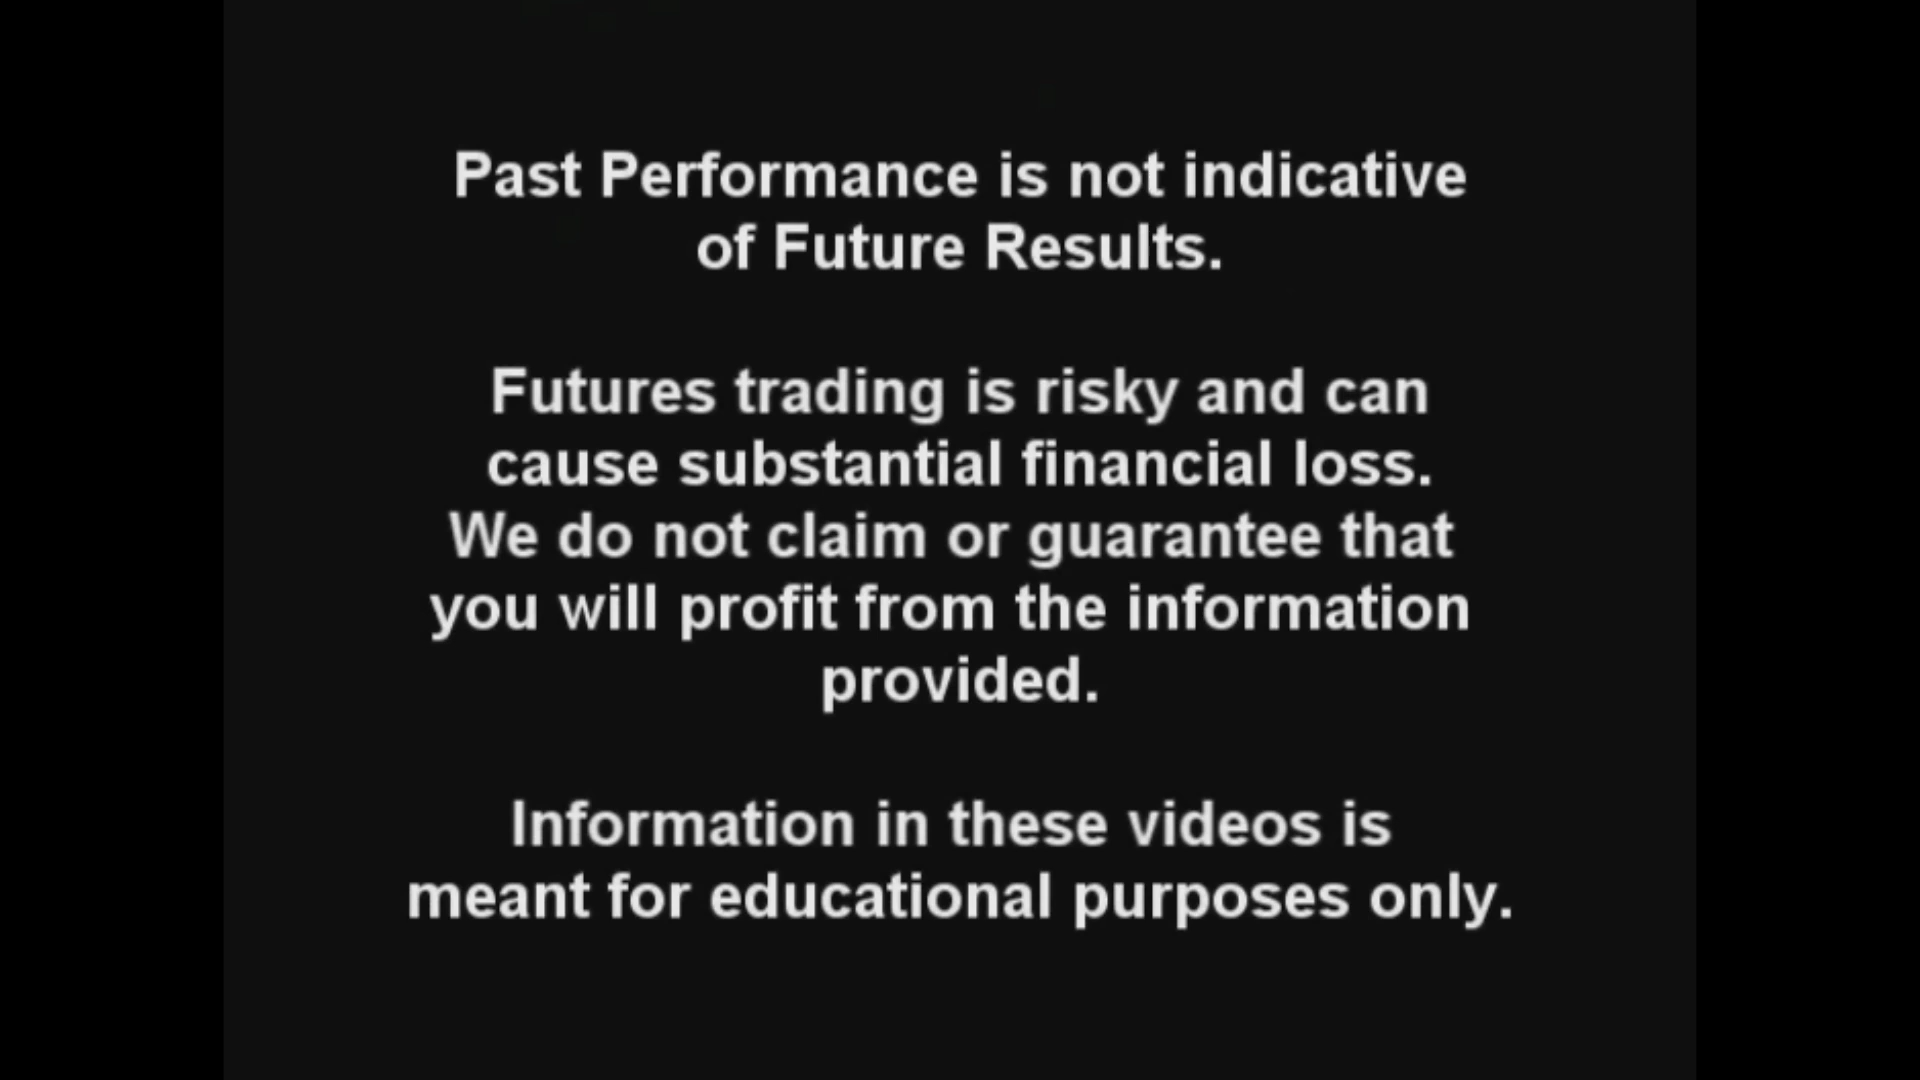 Past Performance is not indicative
of Future Results.
Futures trading is risky and can
cause substantial financial loss.
We do not claim or guarantee that
you will profit from the information
provided.
Information in these videos is
meant for educational purposes only.